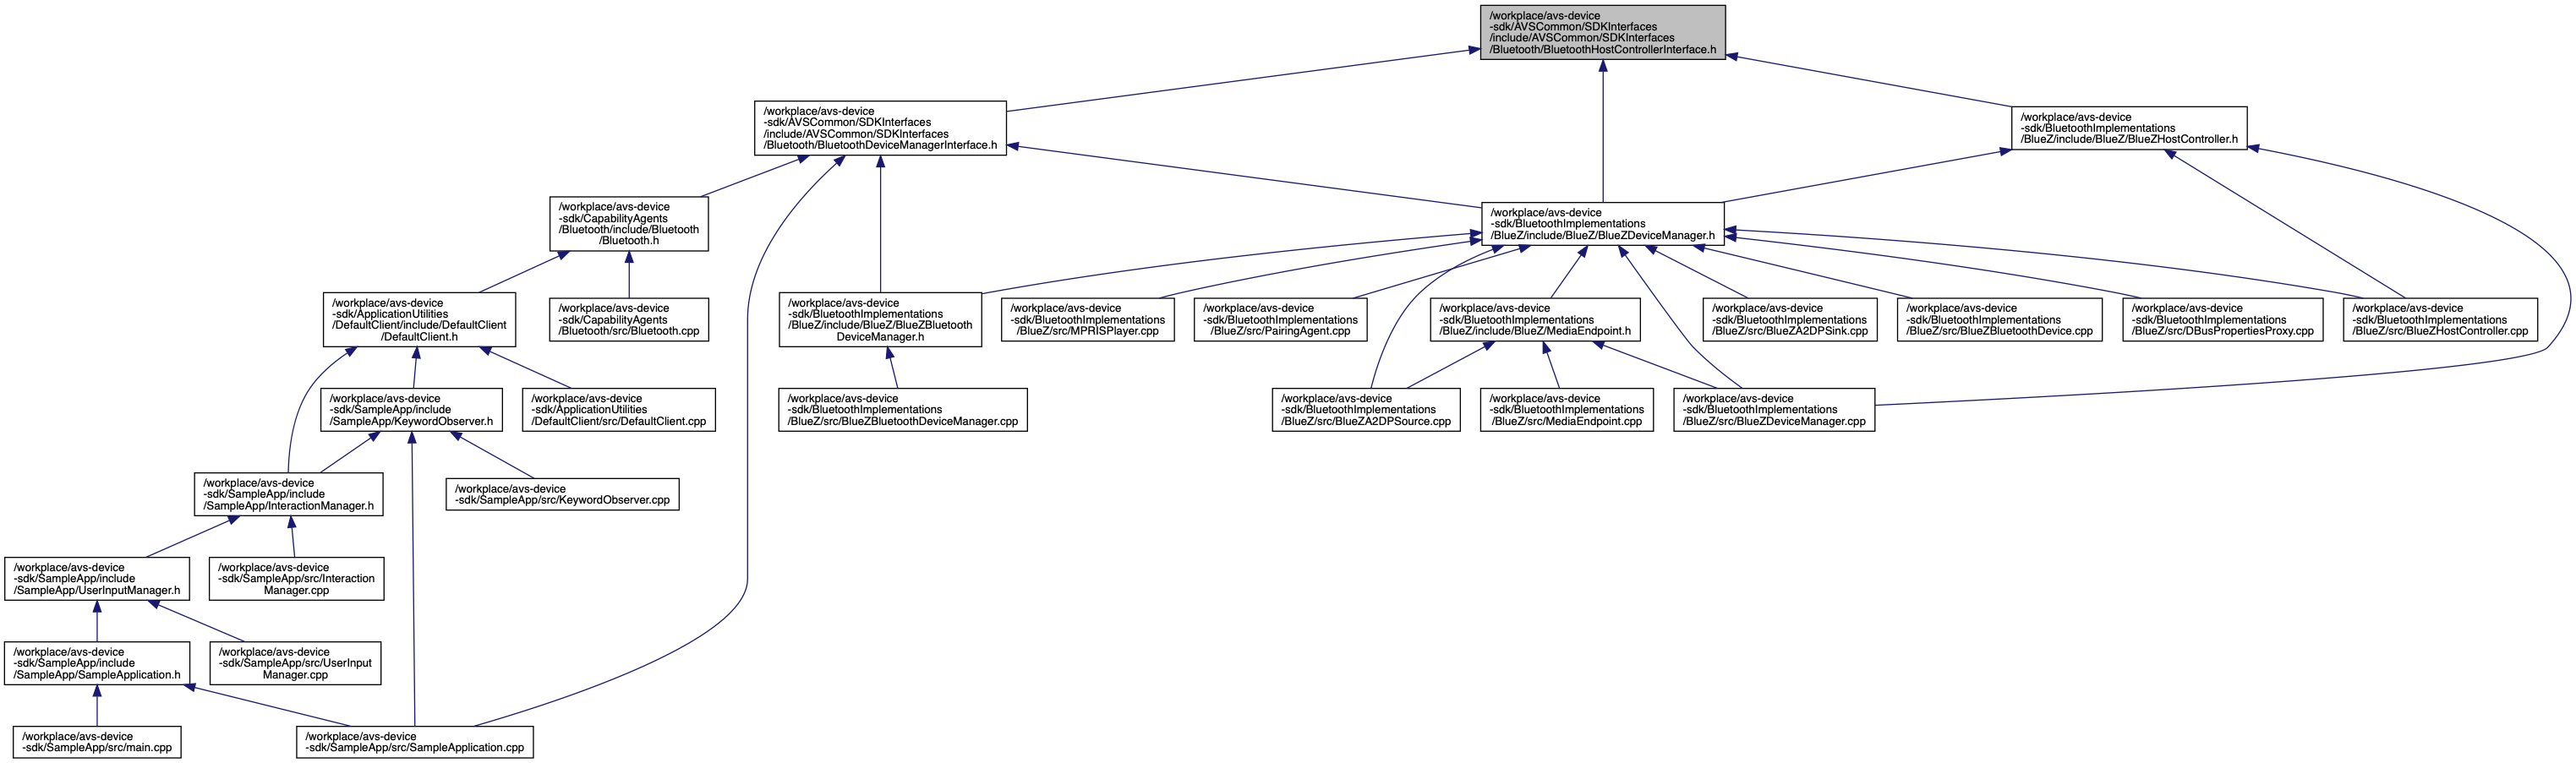 /workplace/avs-device
-sdk/AVSCommon/SDKInterfaces
/include/AVSCommon/SDKInterfaces
/Bluetooth/BluetoothHostControllerInterface.h
/workplace/avs-device
-sdk/AVSCommon/SDKInterfaces
/include/AVSCommon/SDKInterfaces
/Bluetooth/BluetoothDeviceManagerInterface.h
/workplace/avs-device
-sdk/BluetoothImplementations
/BlueZ/include/BlueZ/BlueZHostController.h
/workplace/avs-device
-sdk/CapabilityAgents
/Bluetooth/include/Bluetooth
/Bluetooth.h
/workplace/avs-device
-sdk/BluetoothImplementations
/BlueZ/include/BlueZ/BlueZDeviceManager.h
/workplace/avs-device
-sdk/ApplicationUtilities
/DefaultClient/include/DefaultClient
/DefaultClient.h
/workplace/avs-device
-sdk/CapabilityAgents
/Bluetooth/src/Bluetooth.cpp
/workplace/avs-device
-sdk/BluetoothImplementations
/BlueZ/include/BlueZ/BlueZBluetooth
DeviceManager.h
/workplace/avs-device
-sdk/BluetoothImplementations
/BlueZ/src/MPRISPlayer.cpp
/workplace/avs-device
-sdk/BluetoothImplementations
/BlueZ/src/PairingAgent.cpp
/workplace/avs-device
-sdk/BluetoothImplementations
/BlueZ/include/BlueZ/MediaEndpoint.h
/workplace/avs-device
-sdk/BluetoothImplementations
/BlueZ/src/BlueZA2DPSink.cpp
/workplace/avs-device
-sdk/BluetoothImplementations
/BlueZ/src/BlueZBluetoothDevice.cpp
/workplace/avs-device
-sdk/BluetoothImplementations
/BlueZ/src/DBusPropertiesProxy.cpp
/workplace/avs-device
-sdk/BluetoothImplementations
/BlueZ/src/BlueZHostController.cpp
/workplace/avs-device
-sdk/SampleApp/include
/SampleApp/KeywordObserver.h
/workplace/avs-device
-sdk/ApplicationUtilities
/DefaultClient/src/DefaultClient.cpp
/workplace/avs-device
-sdk/BluetoothImplementations
/BlueZ/src/BlueZBluetoothDeviceManager.cpp
/workplace/avs-device
-sdk/BluetoothImplementations
/BlueZ/src/BlueZA2DPSource.cpp
/workplace/avs-device
-sdk/BluetoothImplementations
/BlueZ/src/MediaEndpoint.cpp
/workplace/avs-device
-sdk/BluetoothImplementations
/BlueZ/src/BlueZDeviceManager.cpp
/workplace/avs-device
-sdk/SampleApp/include
/SampleApp/InteractionManager.h
/workplace/avs-device
-sdk/SampleApp/src/KeywordObserver.cpp
/workplace/avs-device
-sdk/SampleApp/include
/SampleApp/UserInputManager.h
/workplace/avs-device
-sdk/SampleApp/src/Interaction
Manager.cpp
/workplace/avs-device
-sdk/SampleApp/include
/SampleApp/SampleApplication.h
/workplace/avs-device
-sdk/SampleApp/src/UserInput
Manager.cpp
/workplace/avs-device
-sdk/SampleApp/src/main.cpp
/workplace/avs-device
-sdk/SampleApp/src/SampleApplication.cpp